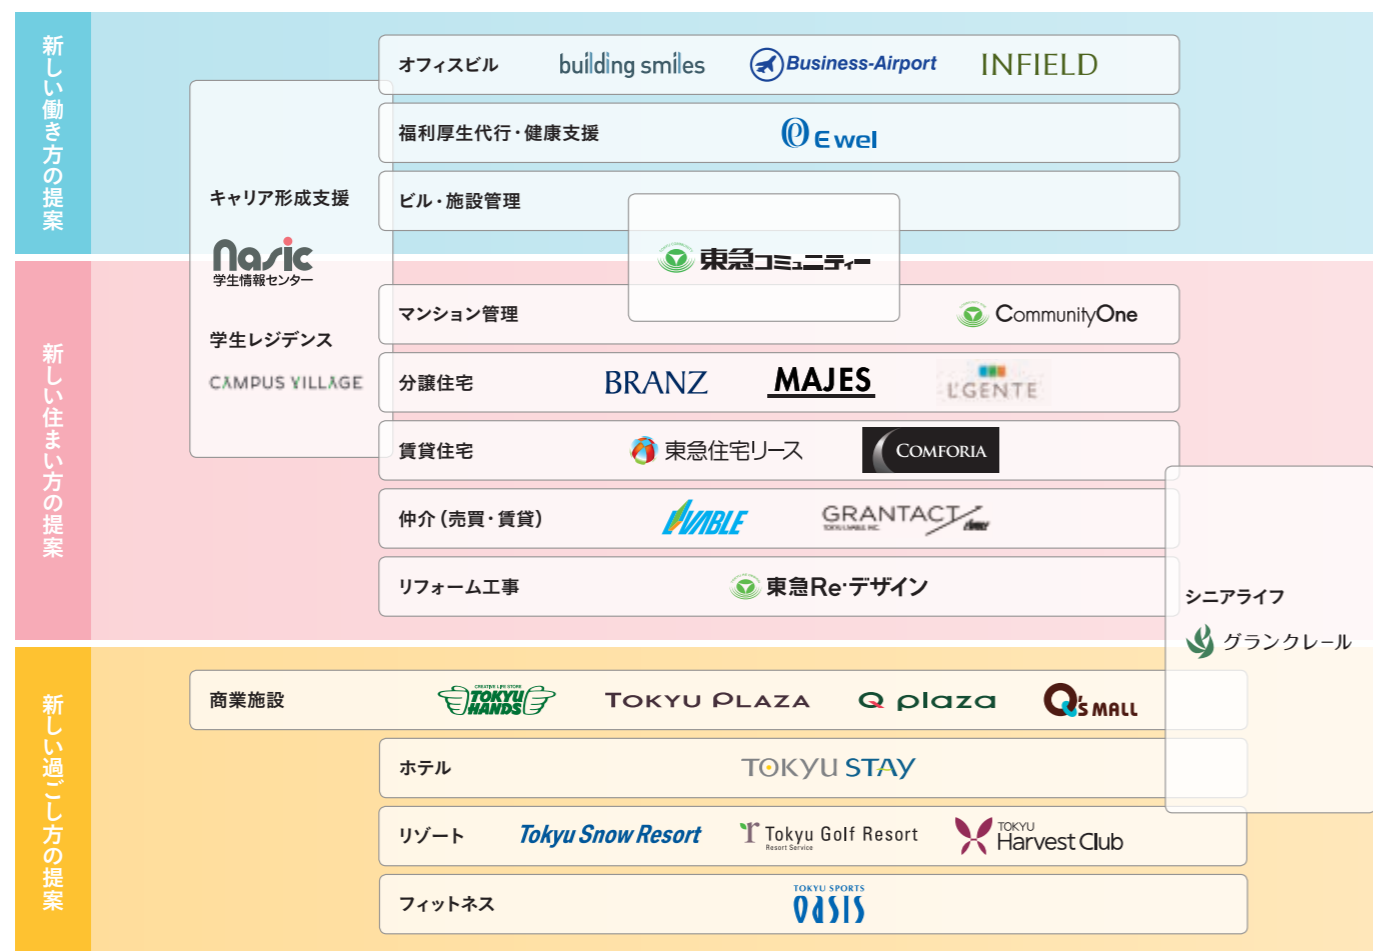 新しい働き方の提案
オフィスビル building smiles Business-Airport INFIELD
福利厚生代行・健康支援 Ewel
ビル・施設管理
キャリア形成支援
nasic
学生情報センター
東急コミュニティー
学生レジデンス
CAMPUS VILLAGE
新しい住まい方の提案
マンション管理 CommunityOne
分譲住宅 BRANZ MAJES L'GENTE
賃貸住宅 東急住宅リース COMFORIA
仲介(売買・賃貸) LIVABLE GRANTACT
TOKYU LIVABLE INC.
リフォーム工事 東急Re・デザイン
シニアライフ
グランクレール
新しい過ごし方の提案
商業施設 CREATIVE LIFE STORE TOKYU HANDS TOKYU PLAZA Q plaza Q's MALL
ホテル TOKYU STAY
リゾート Tokyu Snow Resort Tokyu Golf Resort
Resort Service
TOKYU
Harvest Club
フィットネス TOKYU SPORTS
OASIS